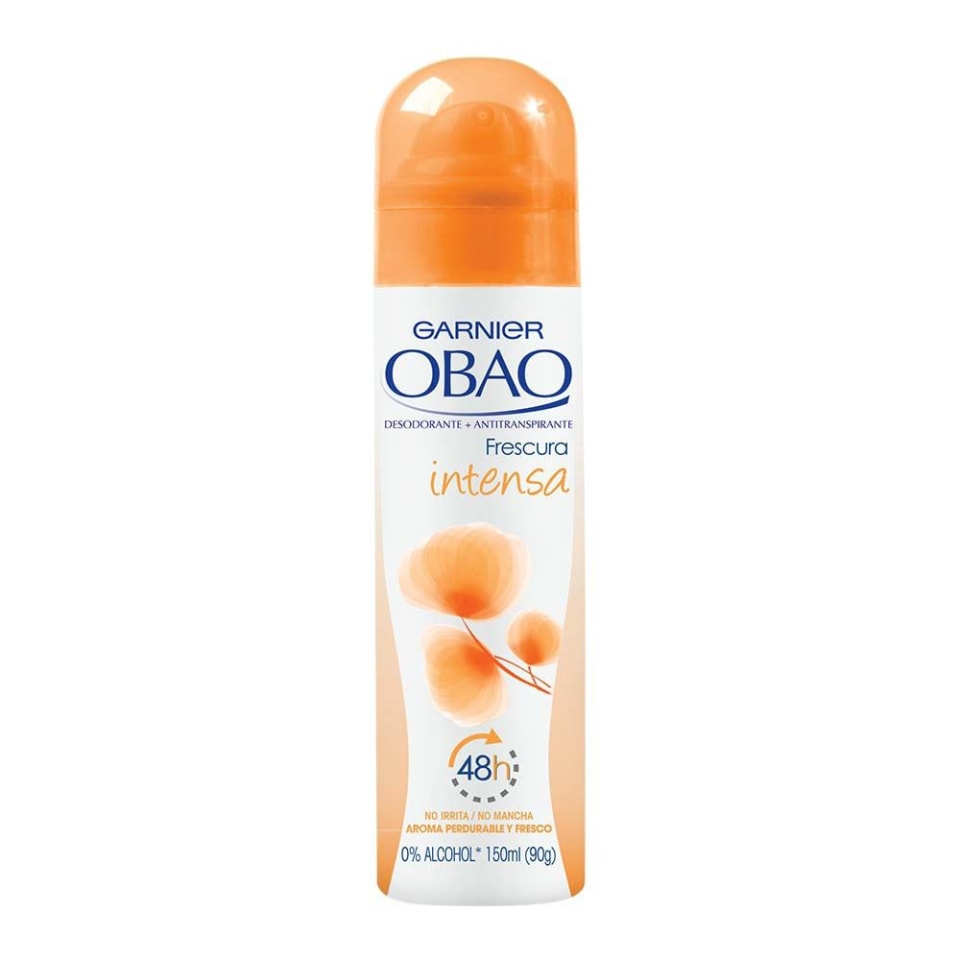 GARNIER
OBAO
DESODORANTE + ANTITRANSPIRANTE
Frescura
intensa
48h
NO IRRITA / NO MANCHA
AROMA PERDURABLE Y FRESCO
0% ALCOHOL* 150ml (90g)